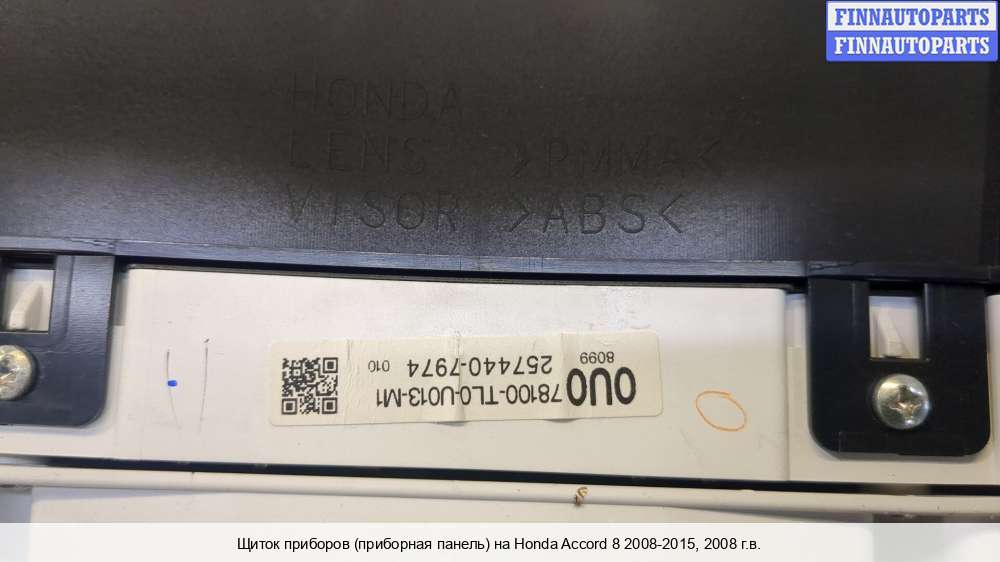 FINNAUTOPARTS
FINNAUTOPARTS
HONDA
LENS >PMMA<
VISOR >ABS<
0U0
78100-TL0-U013-M1
257440-7974 010
8099
Щиток приборов (приборная панель) на Honda Accord 8 2008-2015, 2008 г.в.